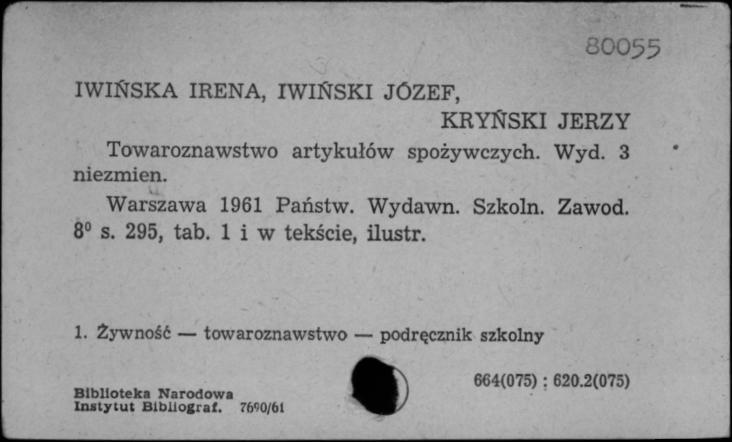 80055
IWIŃSKA IRENA, IWIŃSKI JÓZEF,
KRYŃSKI JERZY
Towaroznawstwo artykułów spożywczych. Wyd. 3
niezmien.
Warszawa 1961 Państw. Wydawn. Szkoln. Zawod.
8⁰ s. 295, tab. 1 i w tekście, ilustr.
1. Żywność — towaroznawstwo — podręcznik szkolny
664(075) : 620.2(075)
Biblioteka Narodowa
Instytut Bibliograf. 7690/61